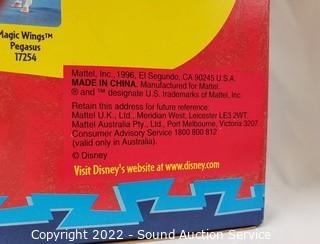 Magic Wings™
Pegasus
17254
Mattel, Inc., 1996, El Segundo, CA 90245 U.S.A.
MADE IN CHINA. Manufactured for Mattel.
® and ™ designate U.S. trademarks of Mattel, Inc.
Retain this address for future reference:
Mattel U.K., Ltd., Meridian West, Leicester LE3 2WT.
Mattel Australia Pty., Ltd., Port Melbourne, Victoria 3207.
Consumer Advisory Service 1800 800 812
(valid only in Australia).
© Disney
Visit Disney's website at www.disney.com
Copyright 2022 - Sound Auction Service